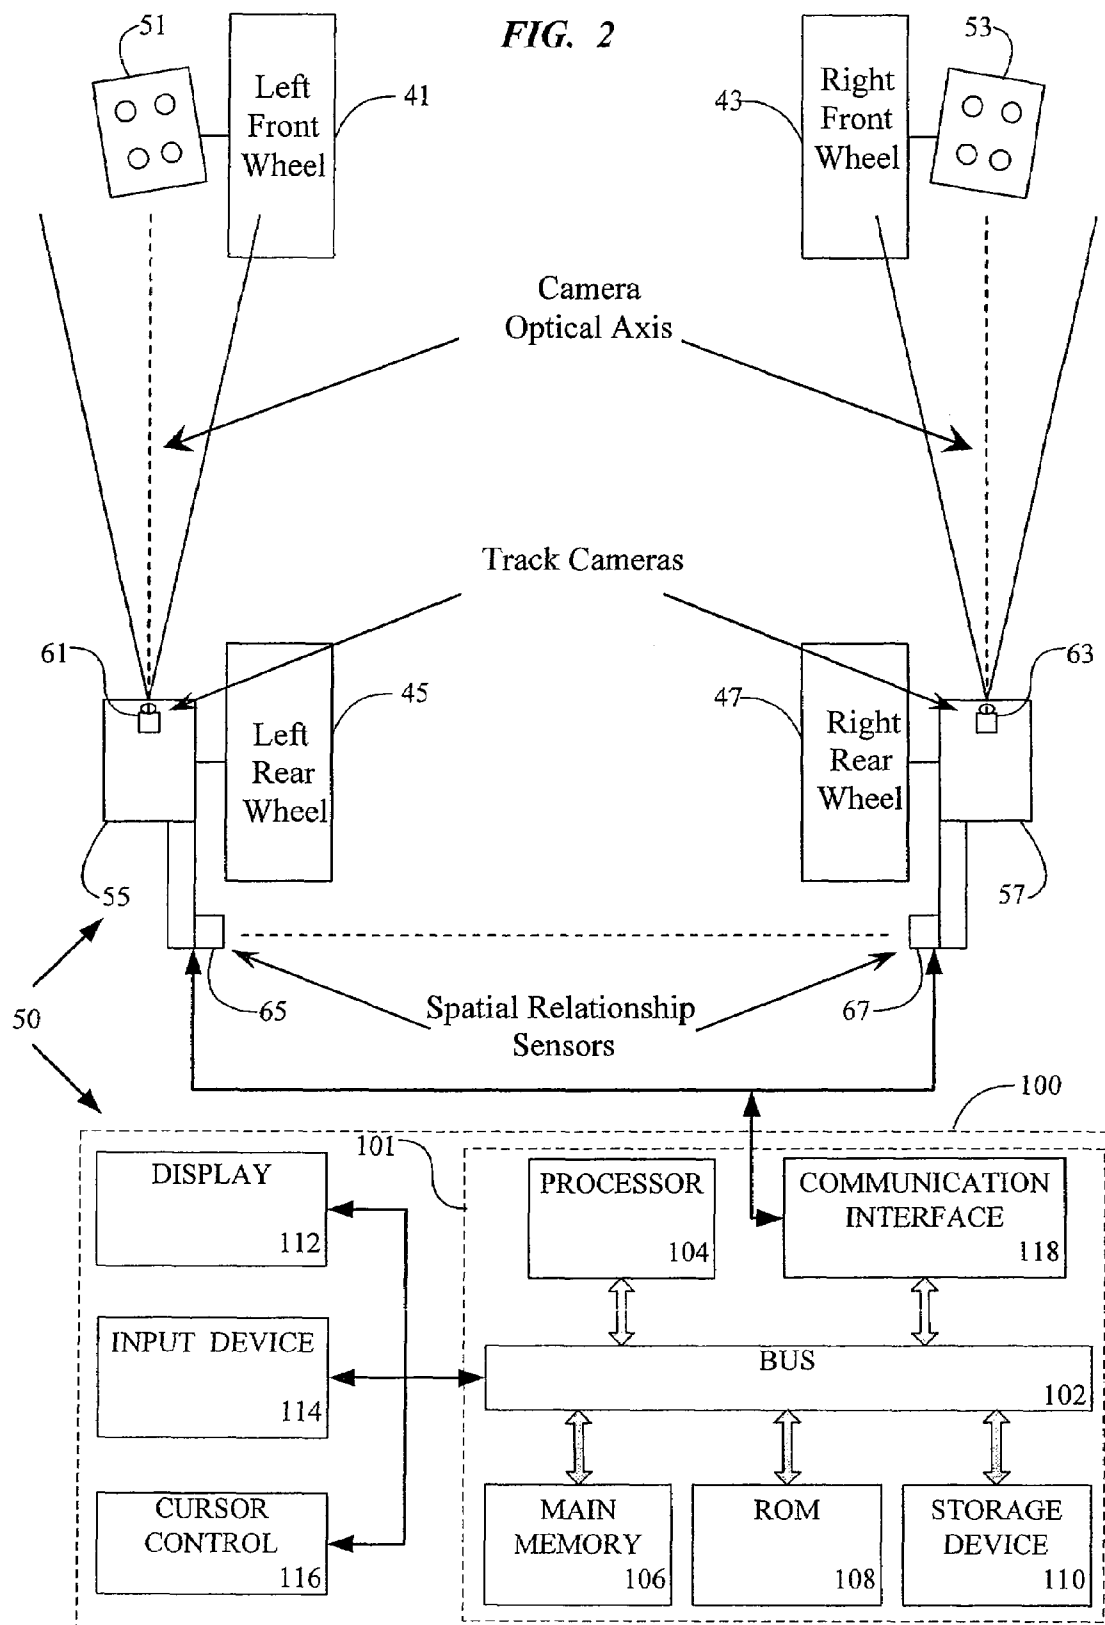 FIG. 2
51
53
Left
Front
Wheel
41
43
Right
Front
Wheel
Camera
Optical Axis
Track Cameras
61
63
45
47
Left
Rear
Wheel
Right
Rear
Wheel
55
57
65
67
Spatial Relationship
Sensors
50
100
101
DISPLAY
112
PROCESSOR
104
COMMUNICATION
INTERFACE
118
INPUT DEVICE
114
BUS
102
CURSOR
CONTROL
116
MAIN
MEMORY
106
ROM
108
STORAGE
DEVICE
110